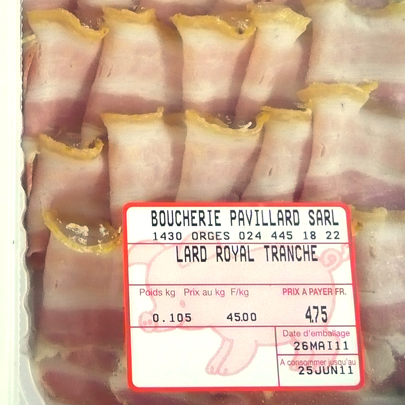 BOUCHERIE PAVILLARD SARL
1430 ORGES 024 445 18 22
LARD ROYAL TRANCHE
Poids kg Prix au kg F/kg PRIX A PAYER FR.
0.105 45.00 4.75
Date d'emballage
26MAI11
A consommer jusqu'au
25JUN11